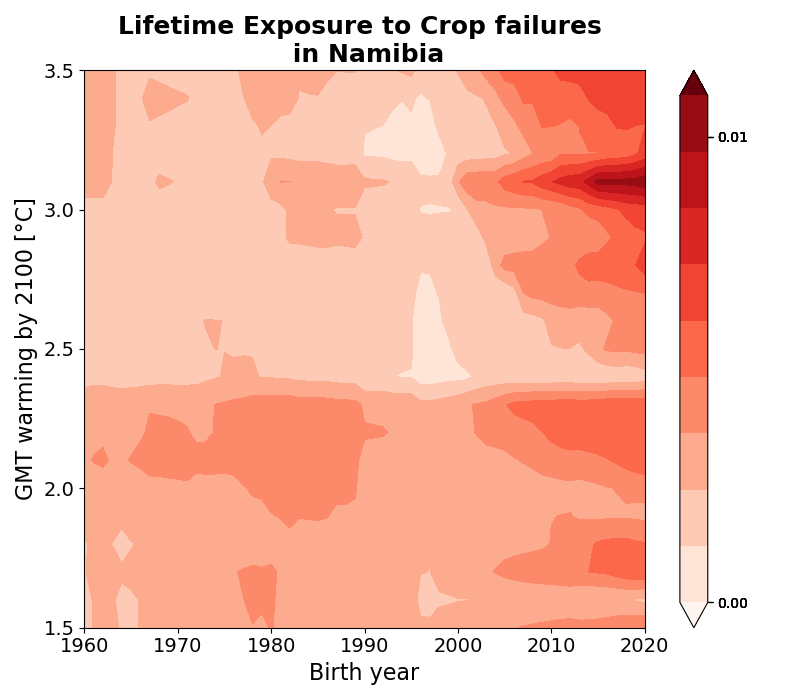 Lifetime Exposure to Crop failures
in Namibia
GMT warming by 2100 [°C]
3.5
3.0
2.5
2.0
1.5
1960 1970 1980 1990 2000 2010 2020
Birth year
0.01
0.00